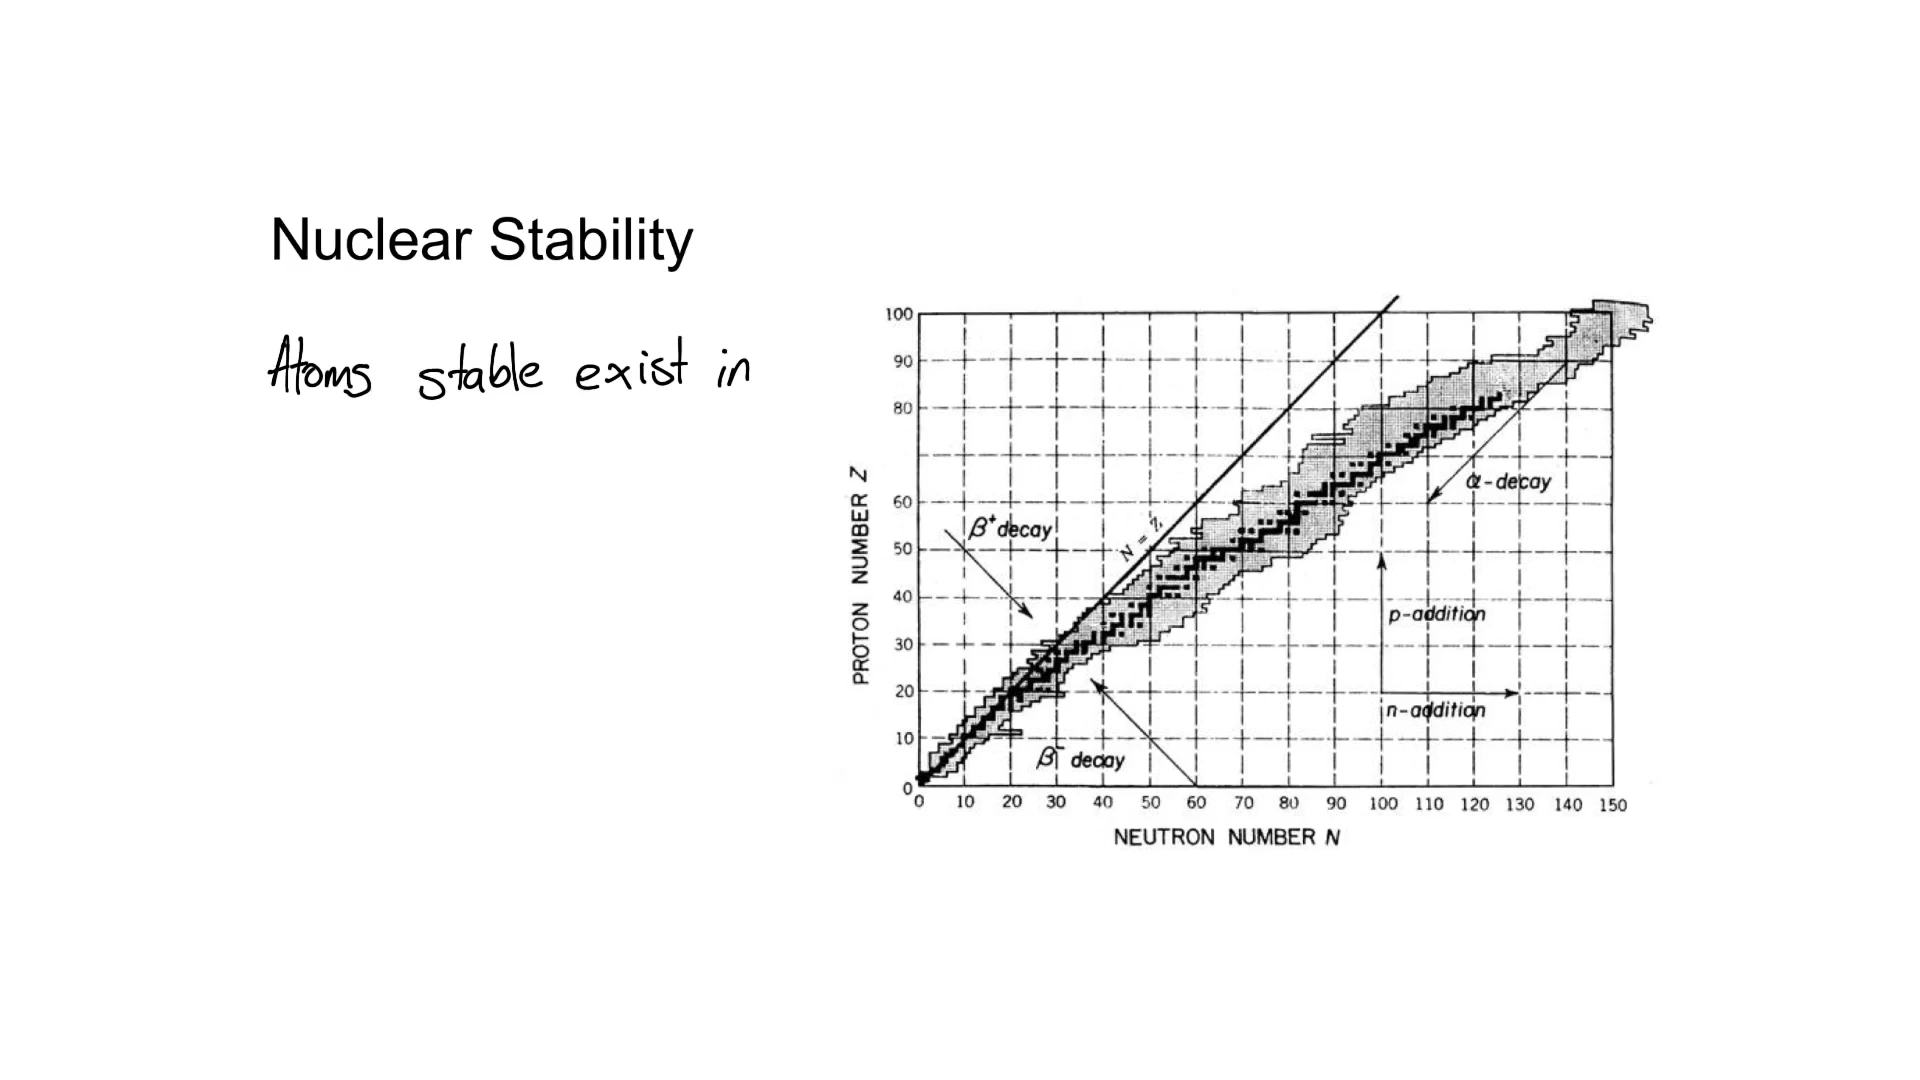 Nuclear Stability
Atoms stable exist in
PROTON NUMBER Z
100
90
80
60
50
40
30
20
10
0
0 10 20 30 40 50 60 70 80 90 100 110 120 130 140 150
NEUTRON NUMBER N
β⁺ decay
N = Z
α-decay
p-addition
n-addition
β⁻ decay